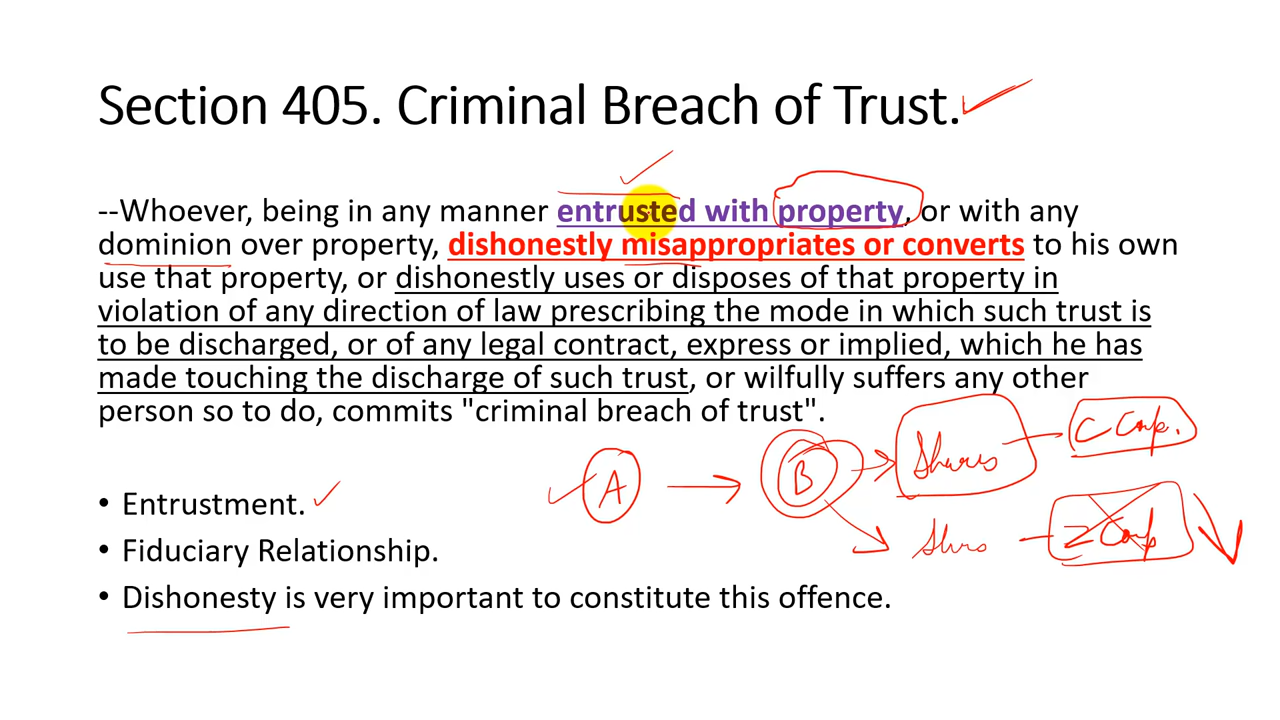 Section 405. Criminal Breach of Trust.
--Whoever, being in any manner entrusted with property, or with any
dominion over property, dishonestly misappropriates or converts to his own
use that property, or dishonestly uses or disposes of that property in
violation of any direction of law prescribing the mode in which such trust is
to be discharged, or of any legal contract, express or implied, which he has
made touching the discharge of such trust, or wilfully suffers any other
person so to do, commits "criminal breach of trust".
A B Shares C Corp.
Z Corp
• Entrustment.
• Fiduciary Relationship.
• Dishonesty is very important to constitute this offence.